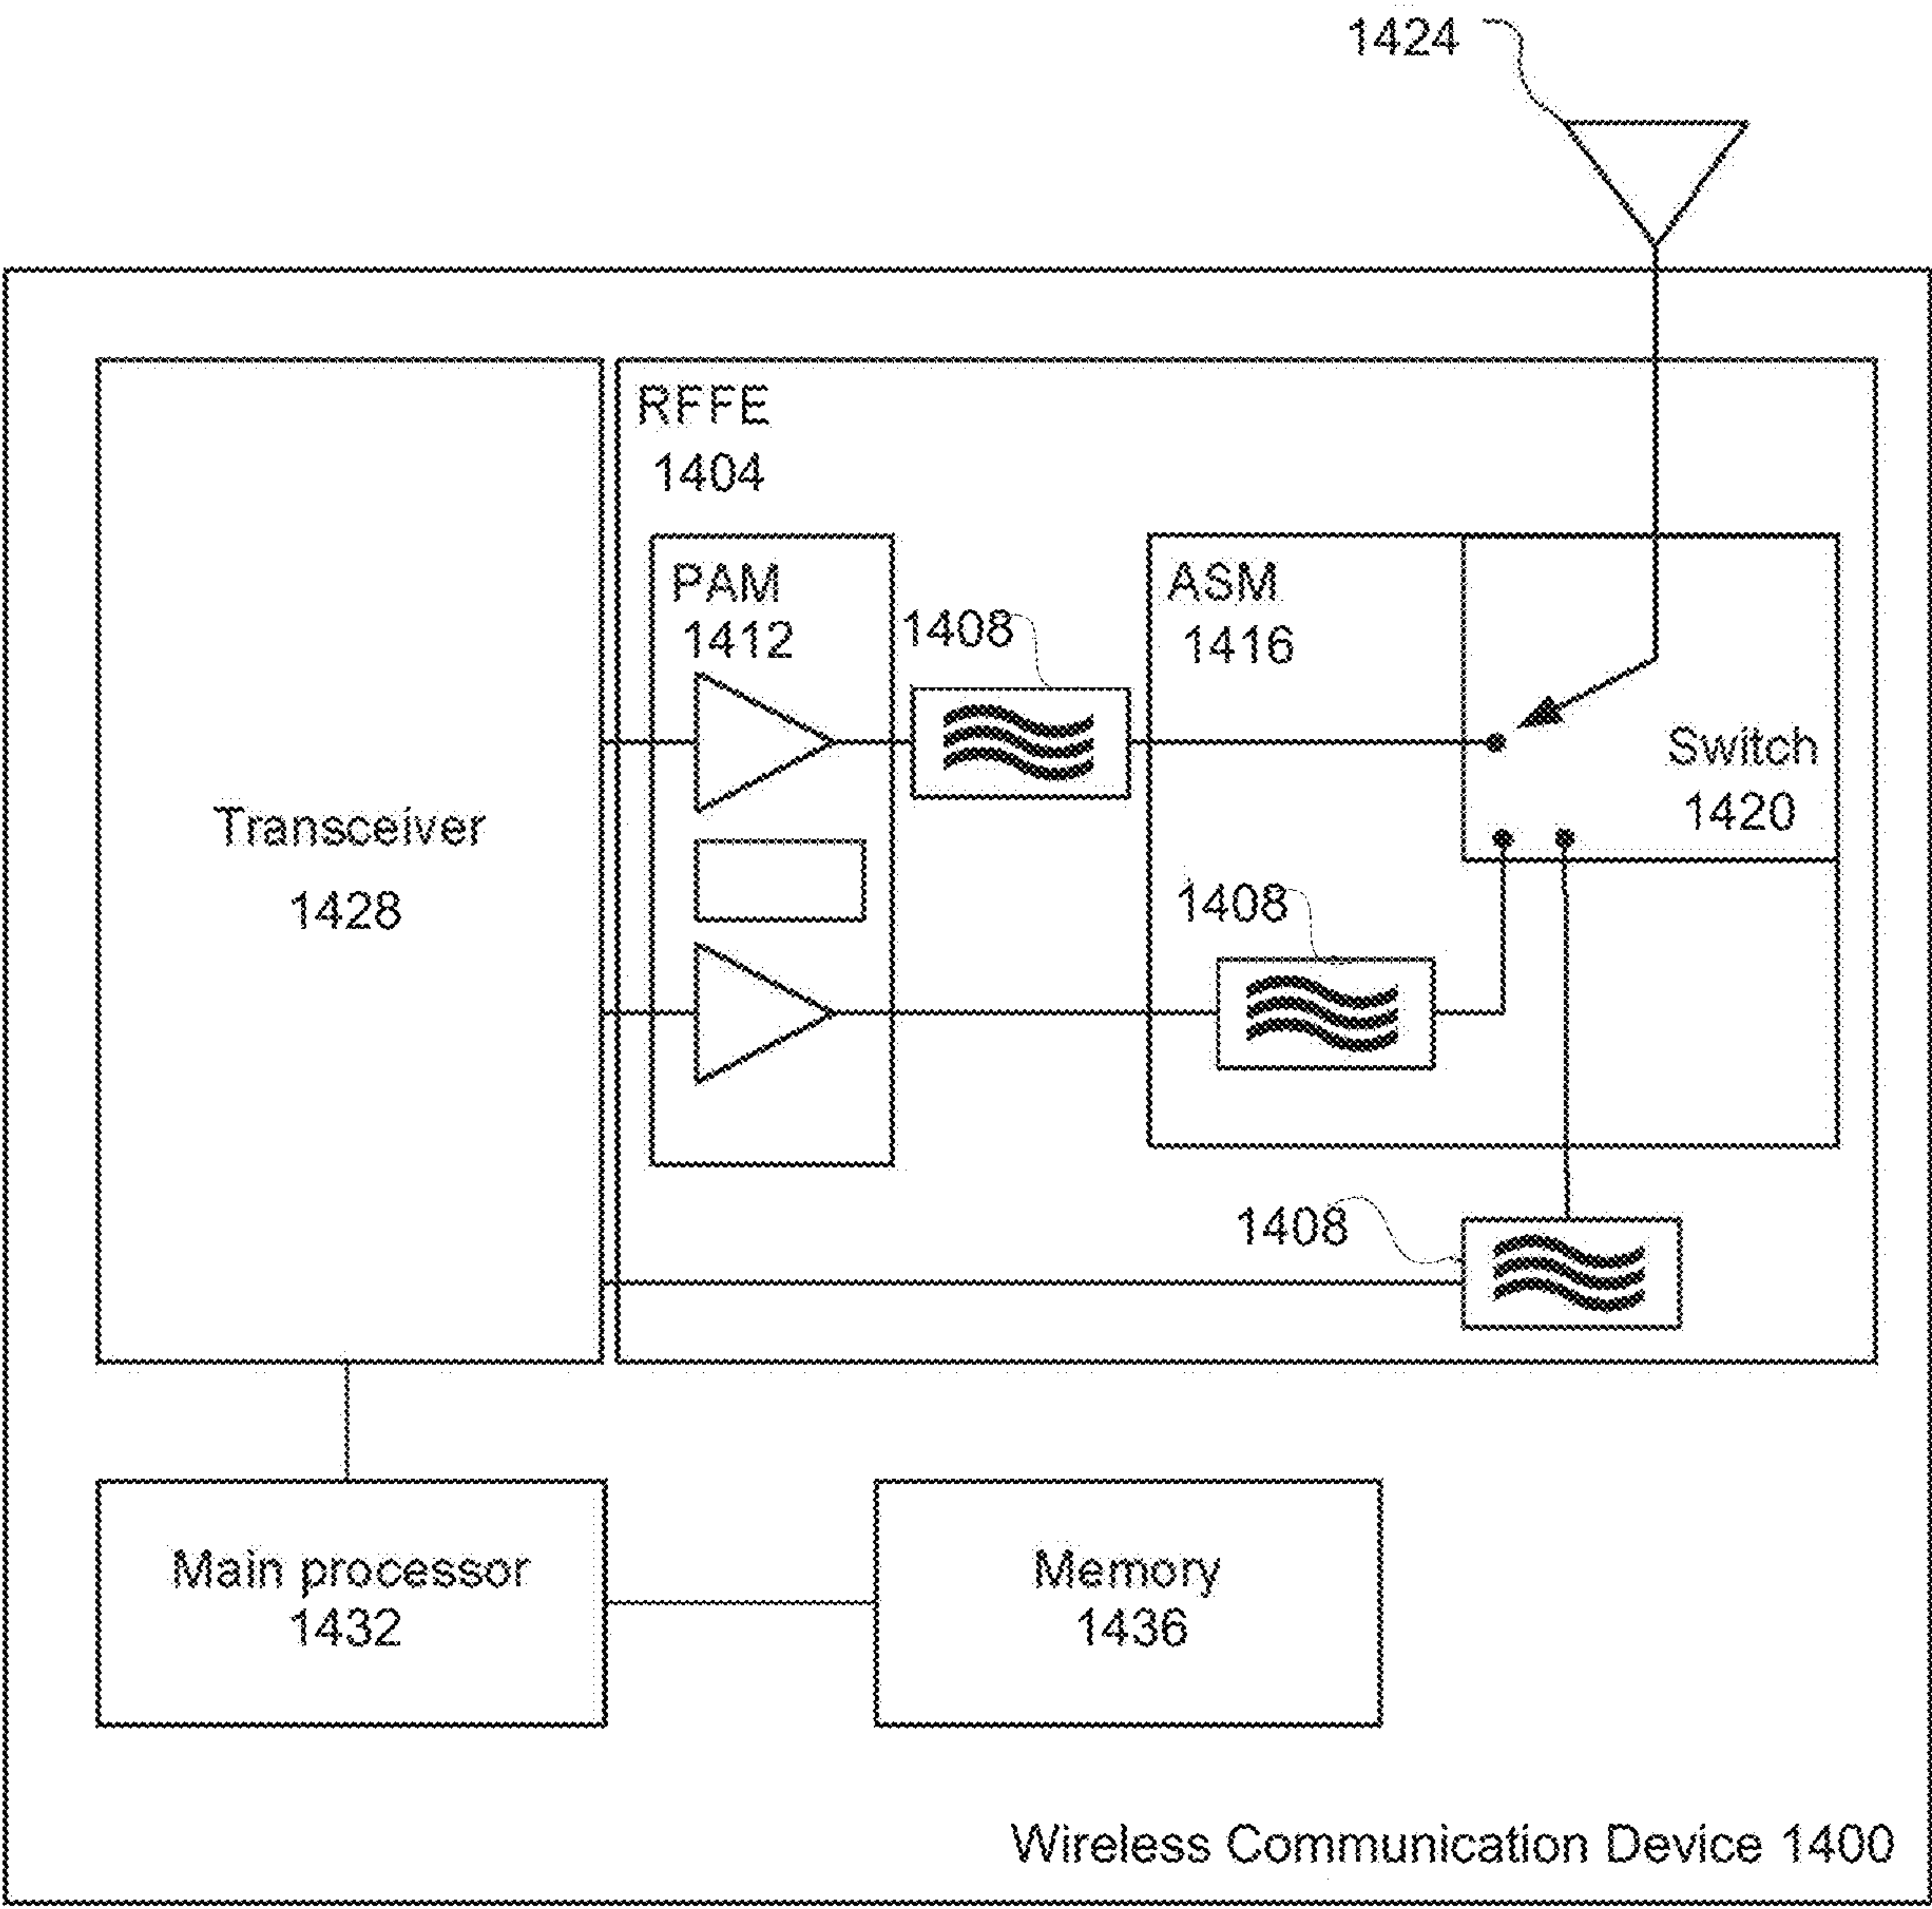 1424
RFFE
1404
PAM
1412
1408
ASM
1416
Switch
1420
Transceiver
1428
1408
1408
Main processor
1432
Memory
1436
Wireless Communication Device 1400